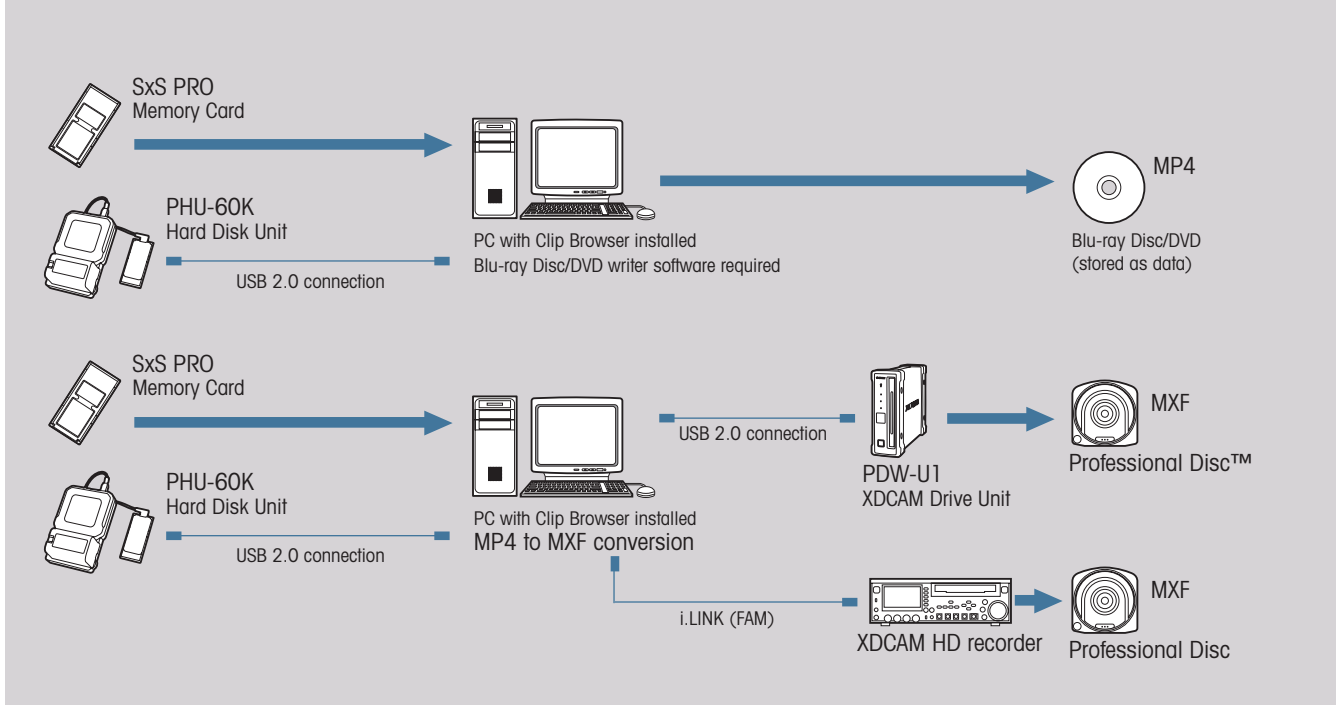 SxS PRO
Memory Card
PHU-60K
Hard Disk Unit
USB 2.0 connection
PC with Clip Browser installed
Blu-ray Disc/DVD writer software required
MP4
Blu-ray Disc/DVD
(stored as data)
SxS PRO
Memory Card
PHU-60K
Hard Disk Unit
USB 2.0 connection
PC with Clip Browser installed
MP4 to MXF conversion
USB 2.0 connection
PDW-U1
XDCAM Drive Unit
MXF
Professional Disc™
i.LINK (FAM)
XDCAM HD recorder
MXF
Professional Disc